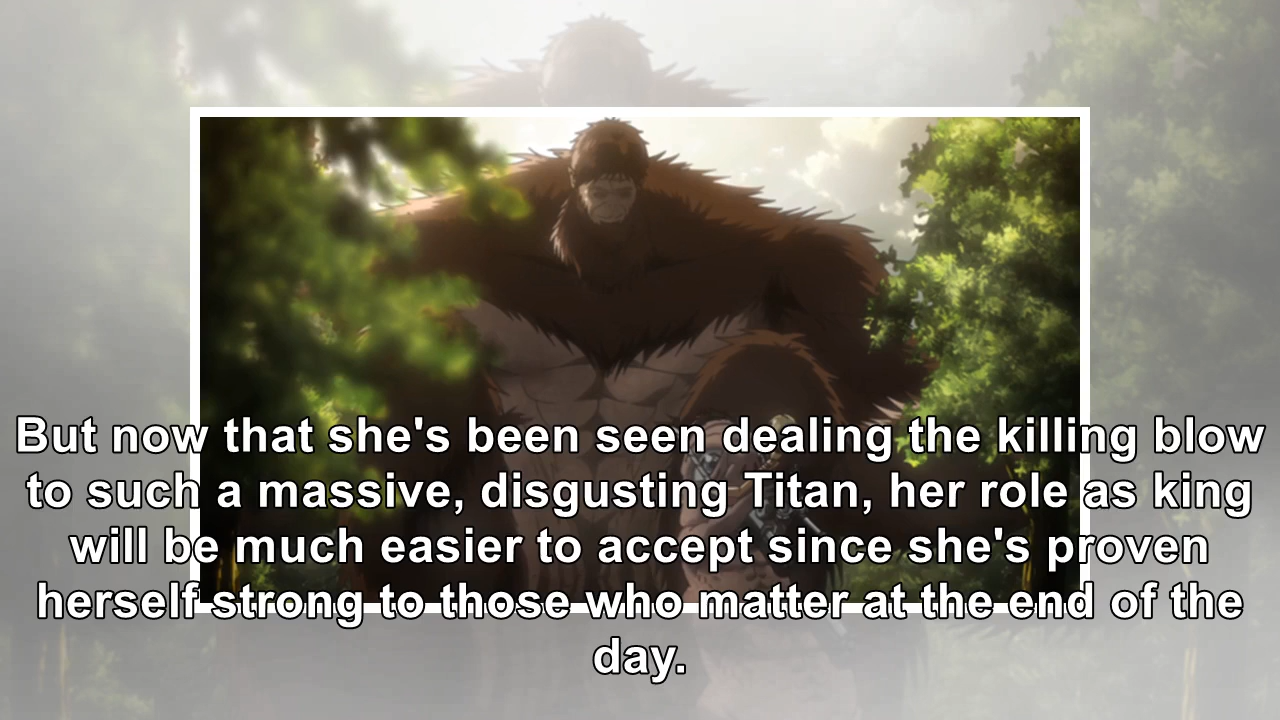 But now that she's been seen dealing the killing blow
to such a massive, disgusting Titan, her role as king
will be much easier to accept since she's proven
herself strong to those who matter at the end of the
day.